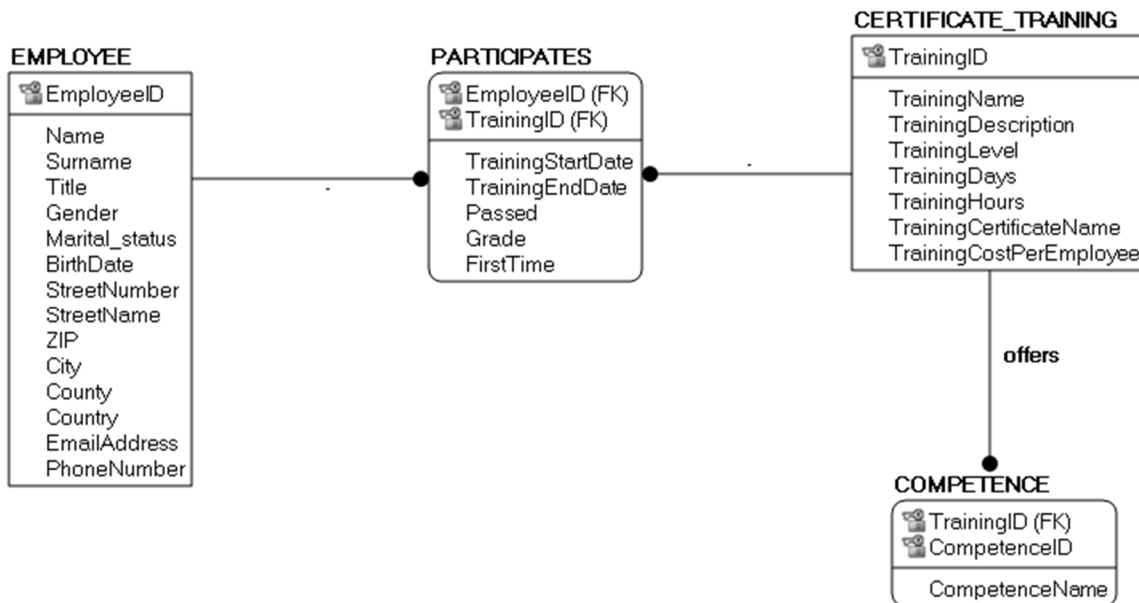 EMPLOYEE
EmployeeID
Name
Surname
Title
Gender
Marital_status
BirthDate
StreetNumber
StreetName
ZIP
City
County
Country
EmailAddress
PhoneNumber
PARTICIPATES
EmployeeID (FK)
TrainingID (FK)
TrainingStartDate
TrainingEndDate
Passed
Grade
FirstTime
CERTIFICATE_TRAINING
TrainingID
TrainingName
TrainingDescription
TrainingLevel
TrainingDays
TrainingHours
TrainingCertificateName
TrainingCostPerEmployee
offers
COMPETENCE
TrainingID (FK)
CompetenceID
CompetenceName